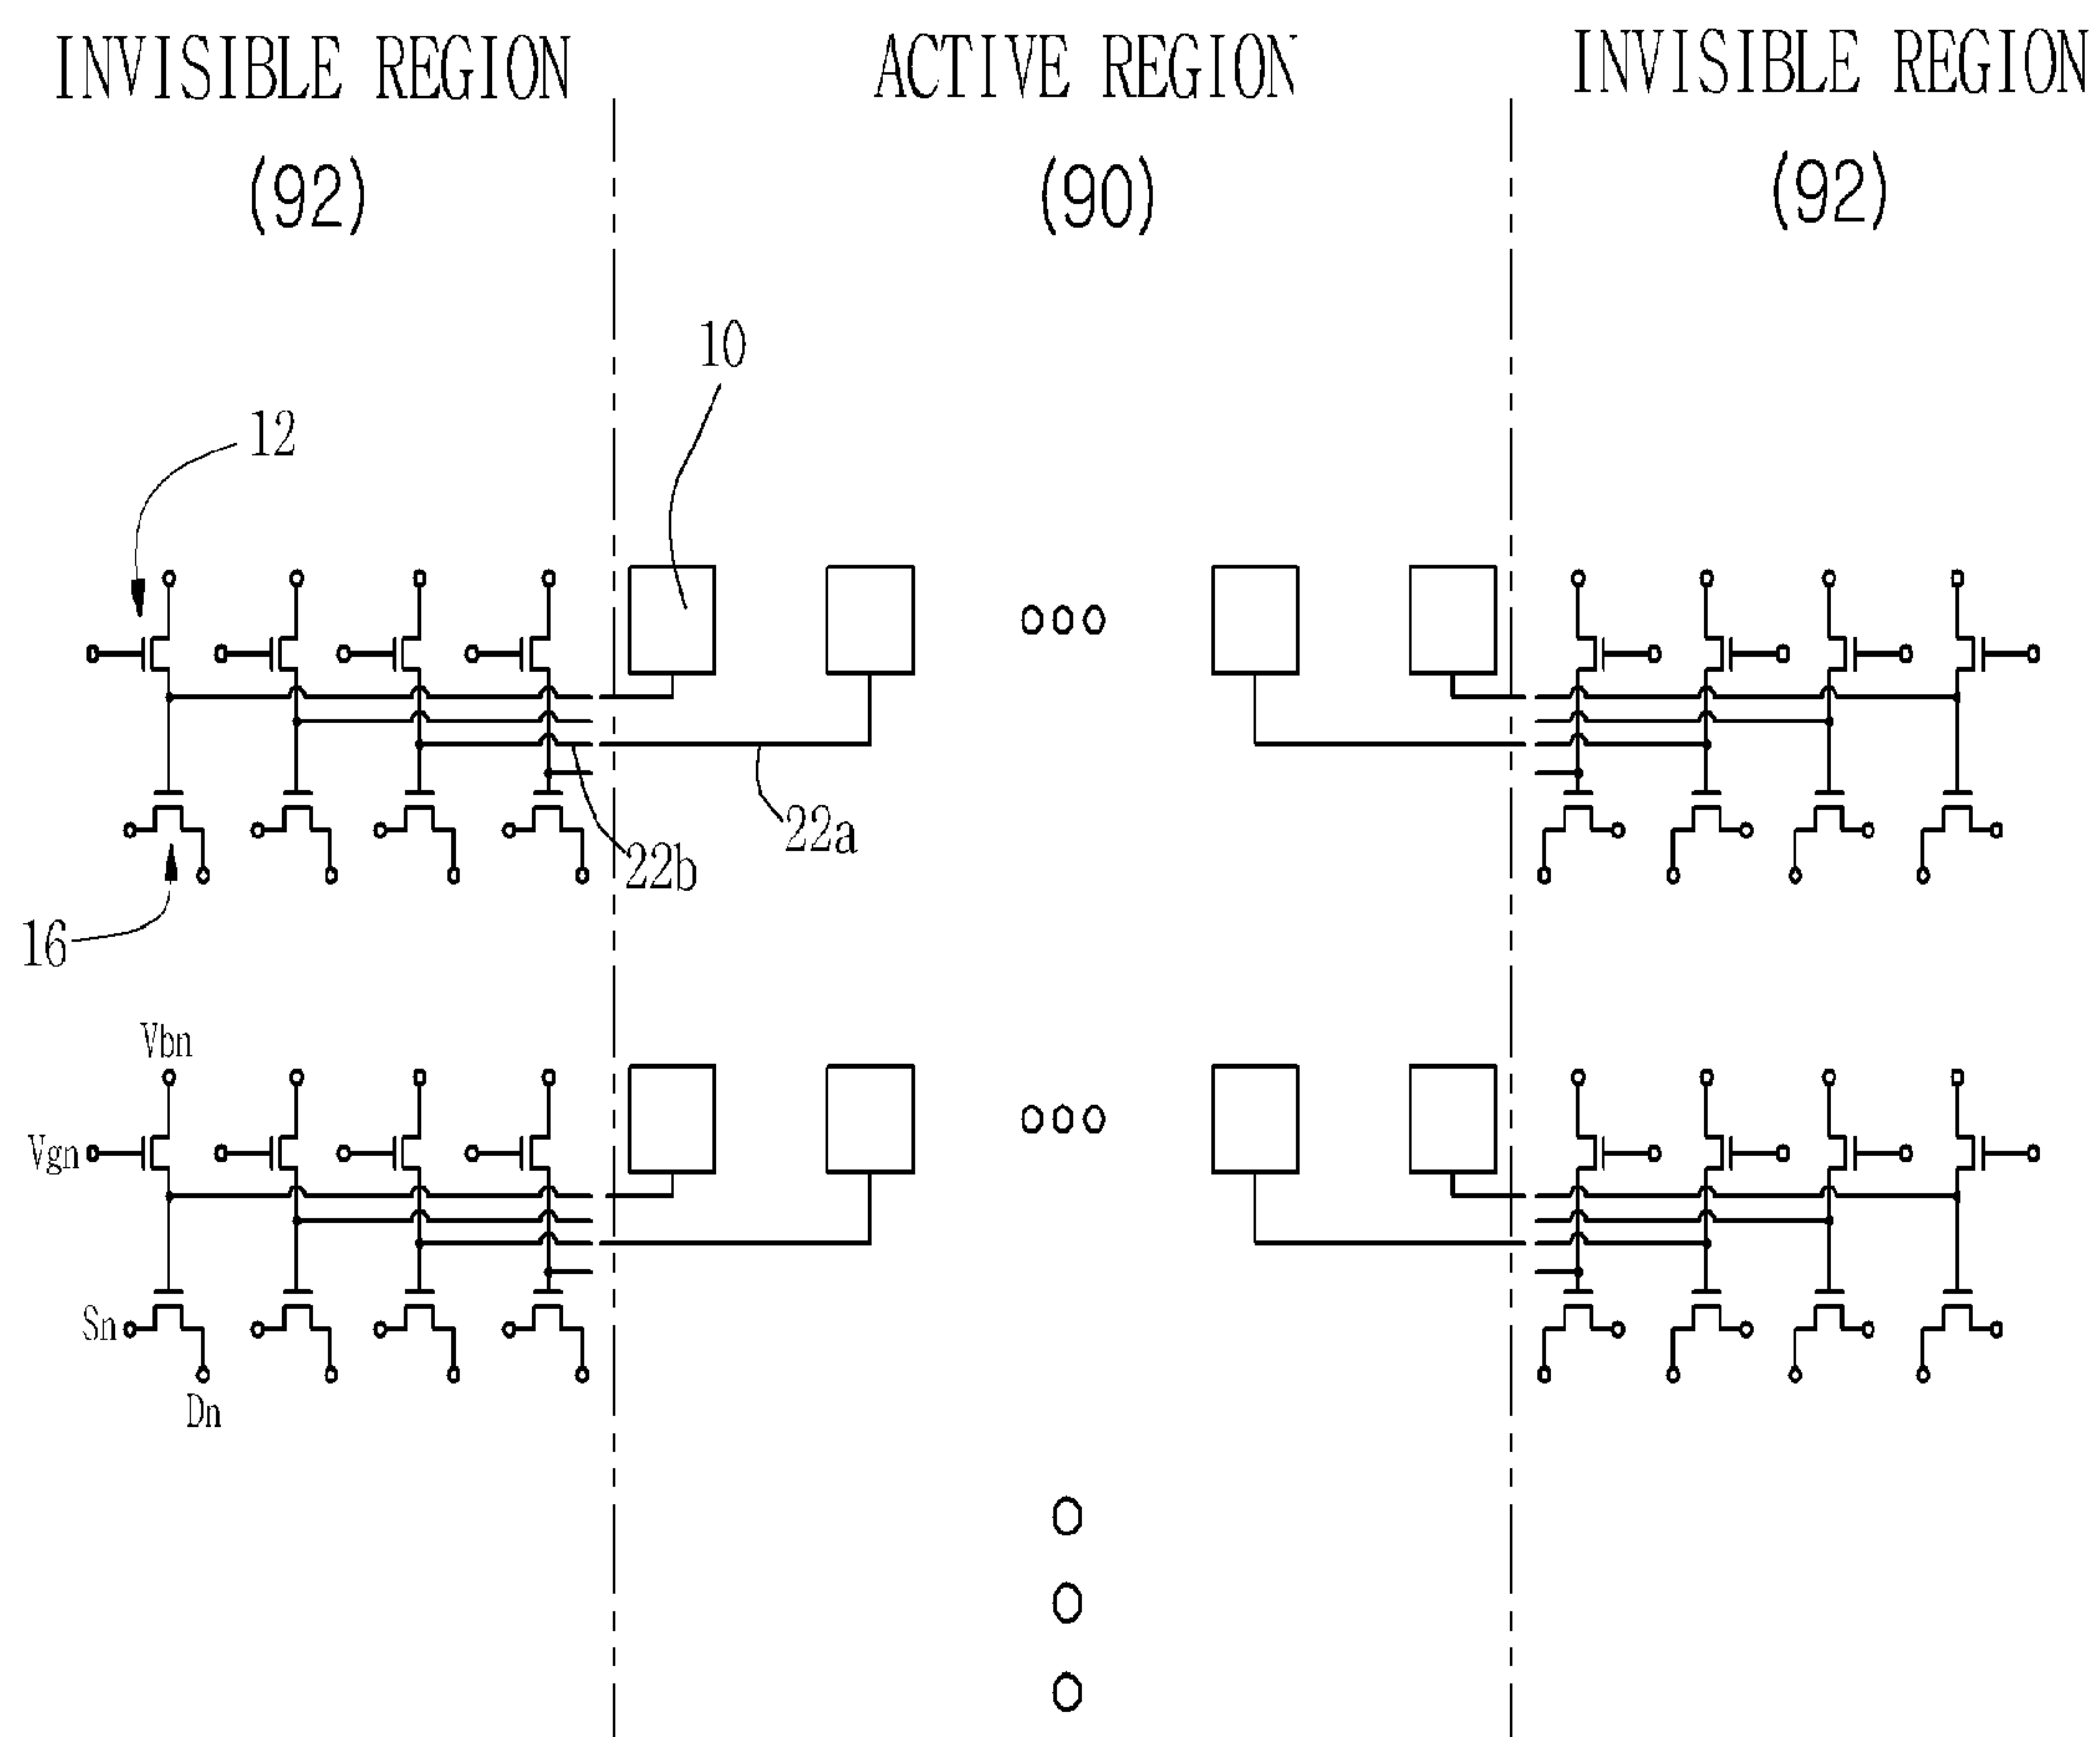 INVISIBLE REGION
(92)
ACTIVE REGION
(90)
INVISIBLE REGION
(92)
10
12
22a
22b
16
Vbn
Vgn
Sn
Dn